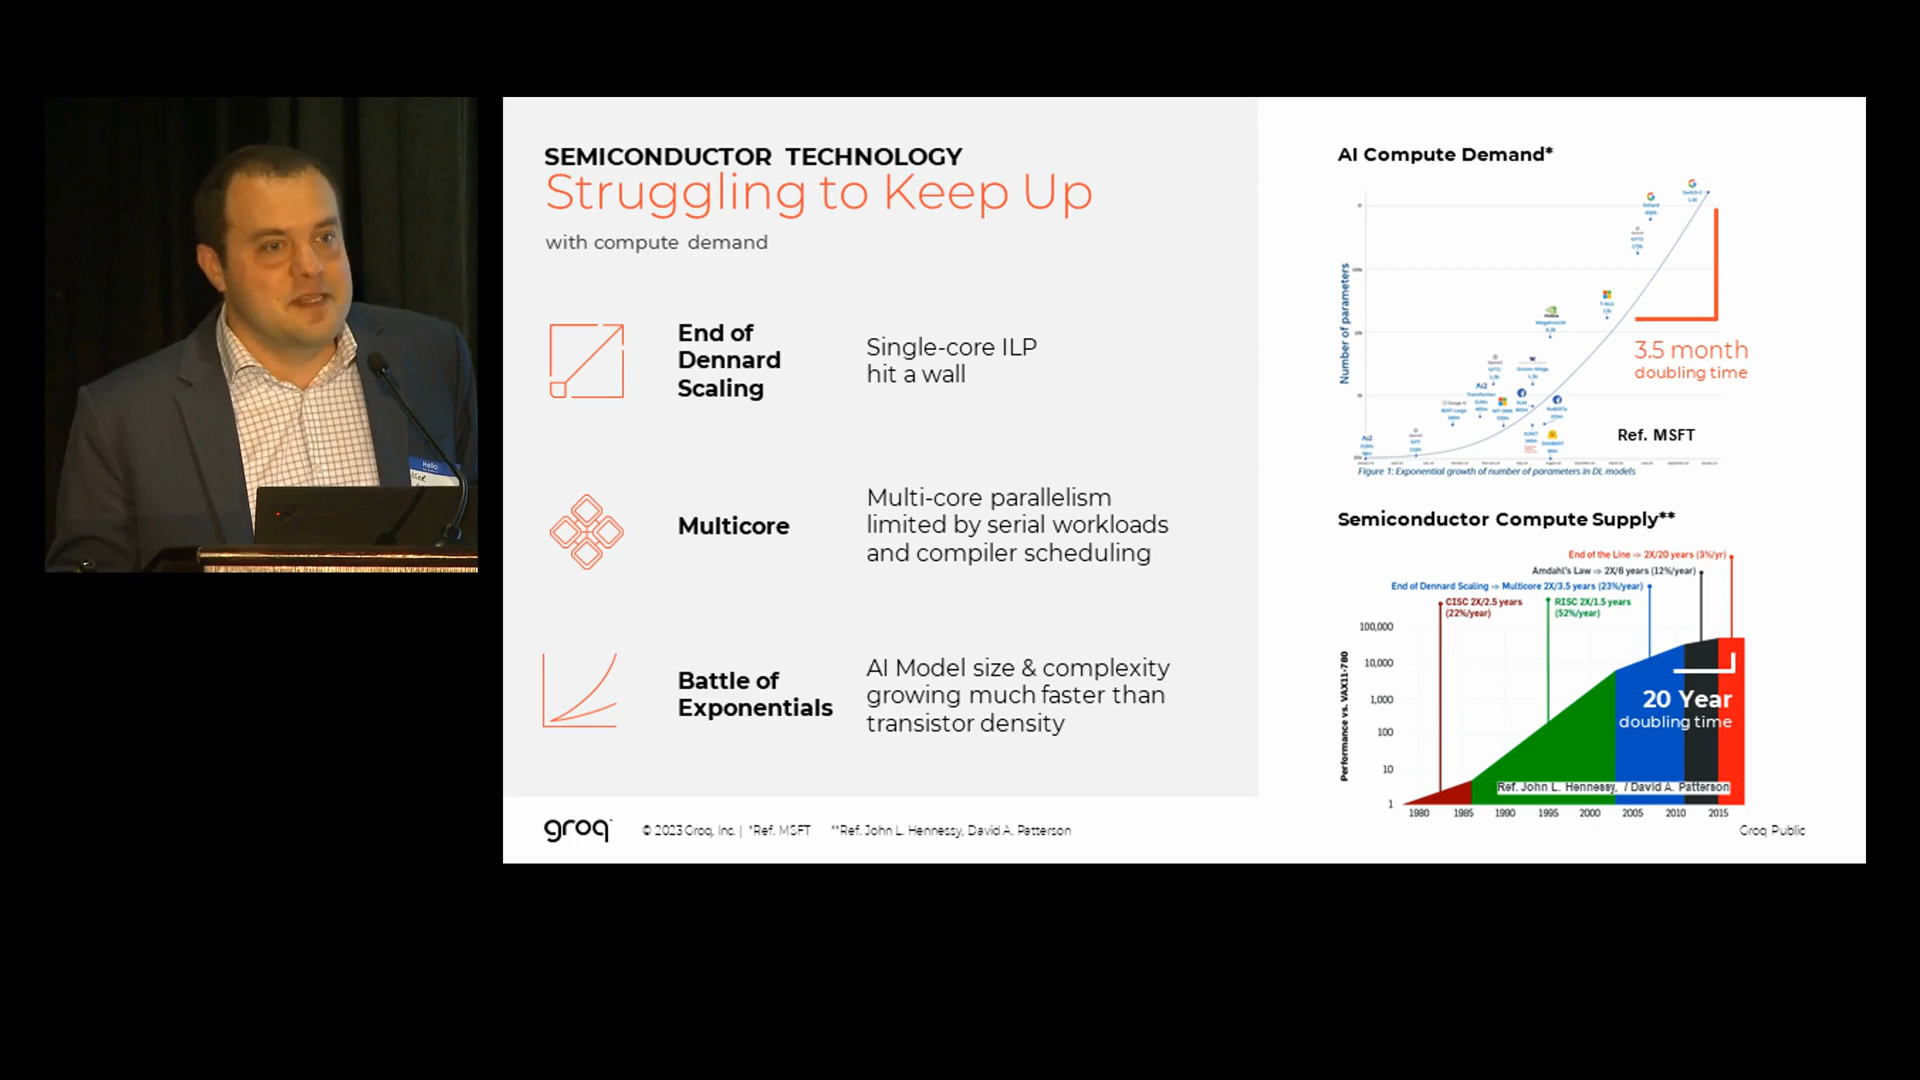 SEMICONDUCTOR TECHNOLOGY
Struggling to Keep Up
with compute demand
End of
Dennard
Scaling
Single-core ILP
hit a wall
Multicore
Multi-core parallelism
limited by serial workloads
and compiler scheduling
Battle of
Exponentials
AI Model size & complexity
growing much faster than
transistor density
AI Compute Demand*
Number of parameters
3.5 month
doubling time
Ref. MSFT
Figure 1: Exponential growth of number of parameters in DL models
Semiconductor Compute Supply**
End of the Line ⇒ 2X/20 years (3%/yr)
Amdahl's Law ⇒ 2X/6 years (12%/year)
End of Dennard Scaling ⇒ Multicore 2X/3.5 years (23%/year)
CISC 2X/2.5 years
(22%/year)
RISC 2X/1.5 years
(52%/year)
Performance vs. VAX11-780
100,000
10,000
1,000
100
10
1
20 Year
doubling time
Ref. John L. Hennessy, / David A. Patterson
1980 1985 1990 1995 2000 2005 2010 2015
groq
© 2023 Groq, Inc. | *Ref. MSFT **Ref. John L. Hennessy, David A. Patterson
Groq Public
Hello